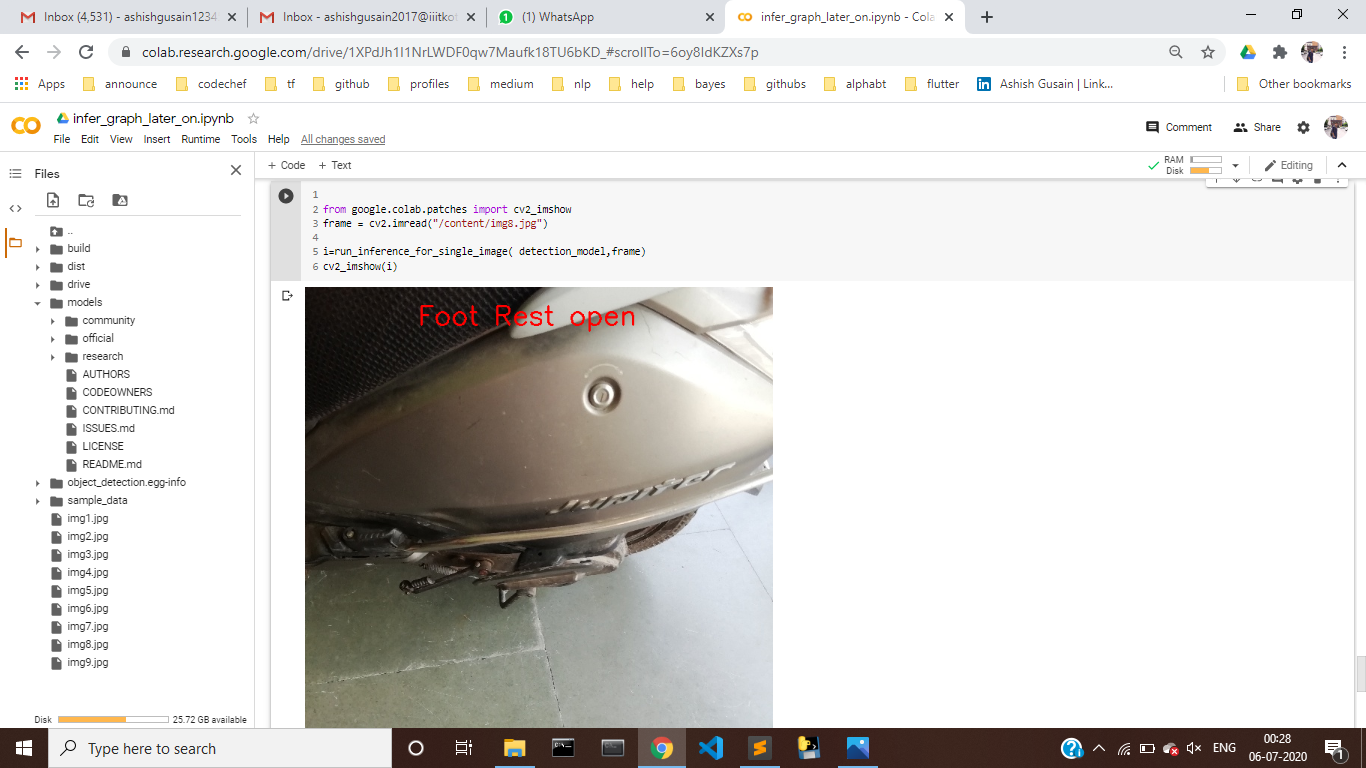 Inbox (4,531) - ashishgusain1234
Inbox - ashishgusain2017@iiitkot
(1) WhatsApp
infer_graph_later_on.ipynb - Cola
colab.research.google.com/drive/1XPdJh1I1NrLWDF0qw7Maufk18TU6bKD_#scrollTo=6oy8IdKZXs7p
Apps announce codechef tf github profiles medium nlp help bayes githubs alphabt flutter Ashish Gusain | Link... Other bookmarks
infer_graph_later_on.ipynb
File Edit View Insert Runtime Tools Help All changes saved
Comment Share
Files
+ Code + Text
RAM
Disk
Editing
..
build
dist
drive
models
community
official
research
AUTHORS
CODEOWNERS
CONTRIBUTING.md
ISSUES.md
LICENSE
README.md
object_detection.egg-info
sample_data
img1.jpg
img2.jpg
img3.jpg
img4.jpg
img5.jpg
img6.jpg
img7.jpg
img8.jpg
img9.jpg
Disk 25.72 GB available
1
2 from google.colab.patches import cv2_imshow
3 frame = cv2.imread("/content/img8.jpg")
4
5 i=run_inference_for_single_image( detection_model,frame)
6 cv2_imshow(i)
Foot Rest open
Jupiter
Type here to search
ENG
00:28
06-07-2020
1